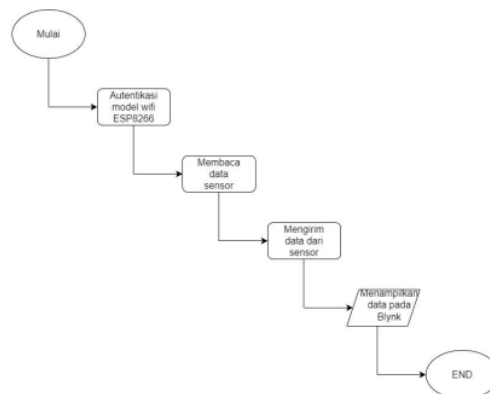 Mulai
Autentikasi
model wifi
ESP8266
Membaca
data
sensor
Mengirim
data dari
sensor
Menampilkan
data pada
Blynk
END